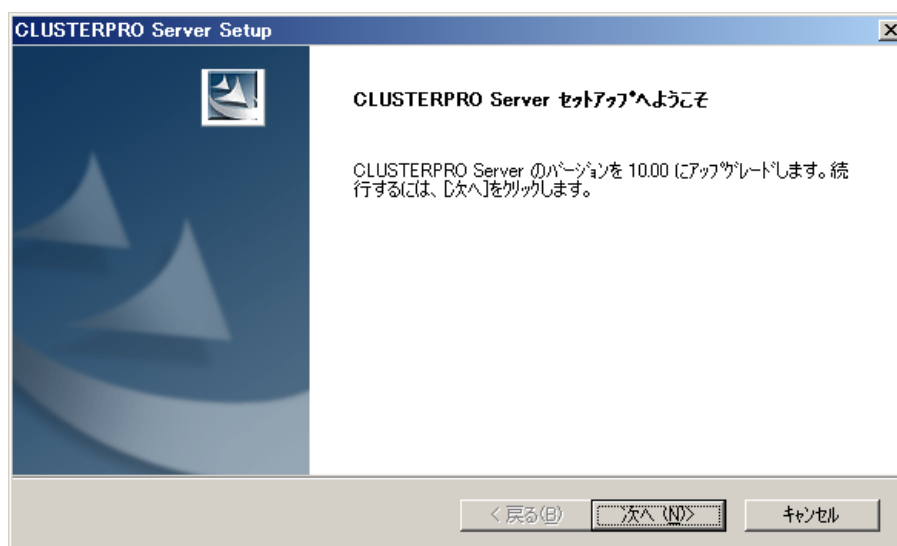 CLUSTERPRO Server Setup
CLUSTERPRO Server セットアップへようこそ
CLUSTERPRO Server のバージョンを 10.00 にアップグレードします。続
行するには、[次へ]をクリックします。
< 戻る(B)
次へ (N)>
キャンセル